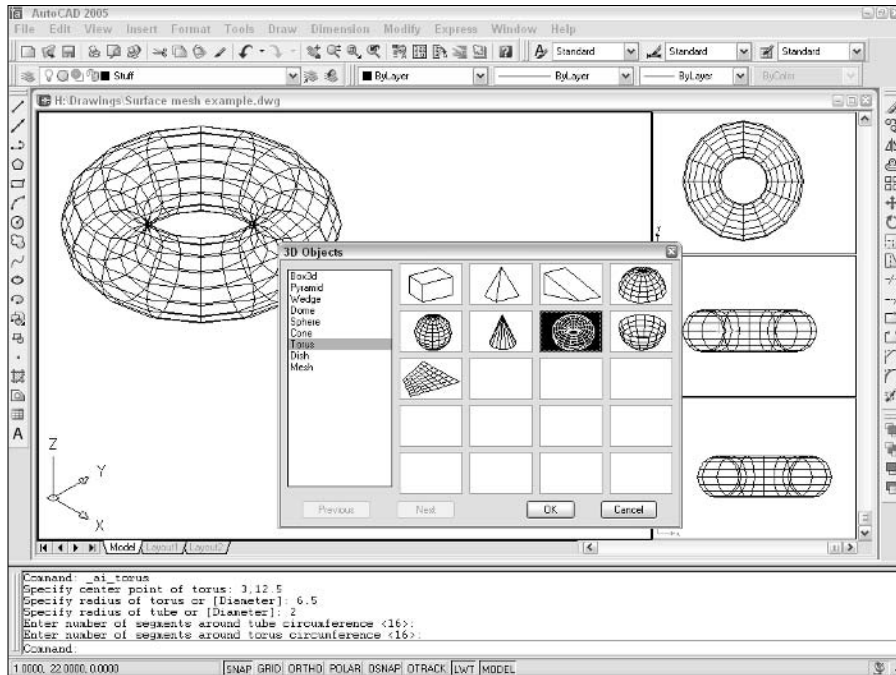 AutoCAD 2005
File Edit View Insert Format Tools Draw Dimension Modify Express Window Help
Standard Standard Standard
Stuff ByLayer ByLayer ByLayer ByColor
H:\Drawings\Surface mesh example.dwg
3D Objects
Box3d
Pyramid
Wedge
Dome
Sphere
Cone
Torus
Dish
Mesh
Previous Next OK Cancel
Z
Y
X
A
Model Layout1 Layout2
Command: _ai_torus
Specify center point of torus: 3,12.5
Specify radius of torus or [Diameter]: 6.5
Specify radius of tube or [Diameter]: 2
Enter number of segments around tube circumference <16>:
Enter number of segments around torus circumference <16>:
Command:
1.0000, 22.0000, 0.0000 SNAP GRID ORTHO POLAR OSNAP OTRACK LWT MODEL